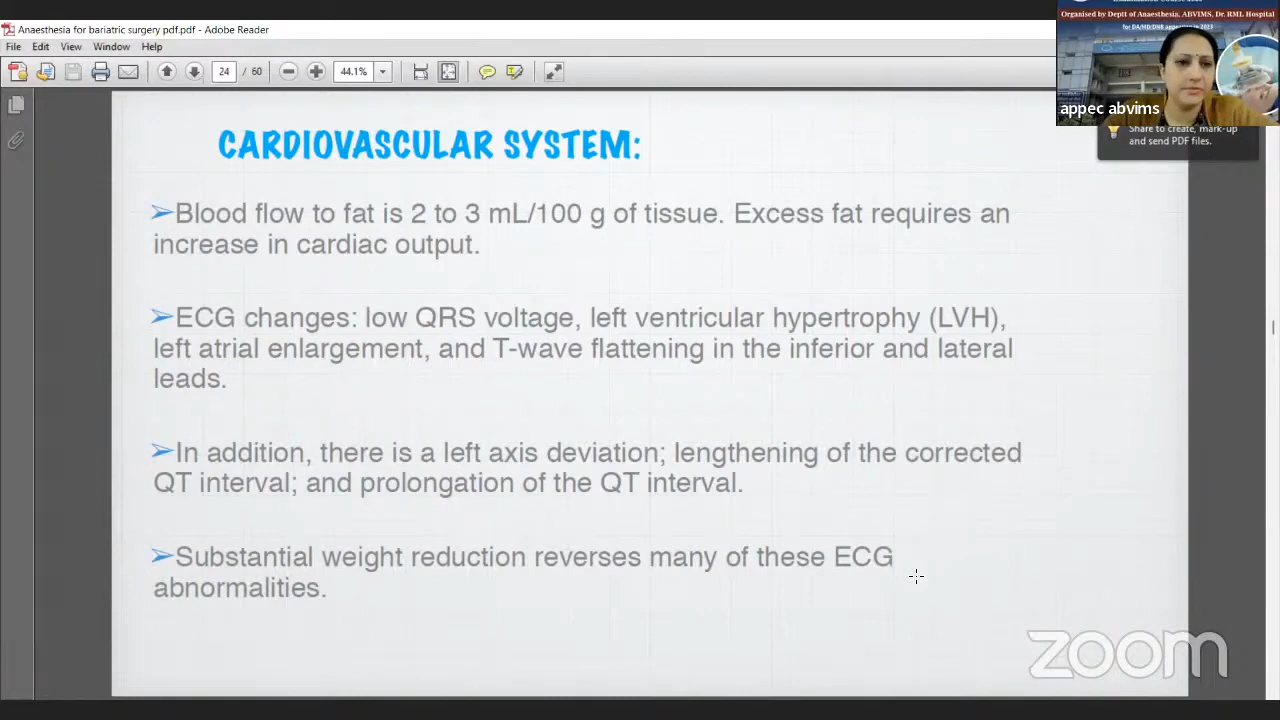 Anaesthesia for bariatric surgery pdf.pdf - Adobe Reader
File Edit View Window Help
24 / 60
44.1%
Organised by Deptt of Anaesthesia, ABVIMS, Dr. RML Hospital
appec abvims
Share to create, mark-up
and send PDF files.
CARDIOVASCULAR SYSTEM:
➢Blood flow to fat is 2 to 3 mL/100 g of tissue. Excess fat requires an
increase in cardiac output.
➢ECG changes: low QRS voltage, left ventricular hypertrophy (LVH),
left atrial enlargement, and T-wave flattening in the inferior and lateral
leads.
➢In addition, there is a left axis deviation; lengthening of the corrected
QT interval; and prolongation of the QT interval.
➢Substantial weight reduction reverses many of these ECG
abnormalities.
zoom